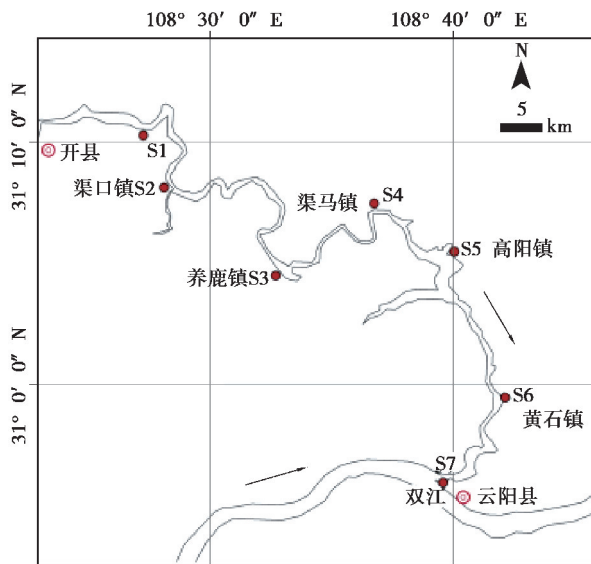 108° 30′ 0″ E
108° 40′ 0″ E
N
5
km
31° 10′ 0″ N
S1
开县
渠口镇S2
渠马镇
S4
S5 高阳镇
养鹿镇S3
31° 0′ 0″ N
S6
黄石镇
S7
双江
云阳县